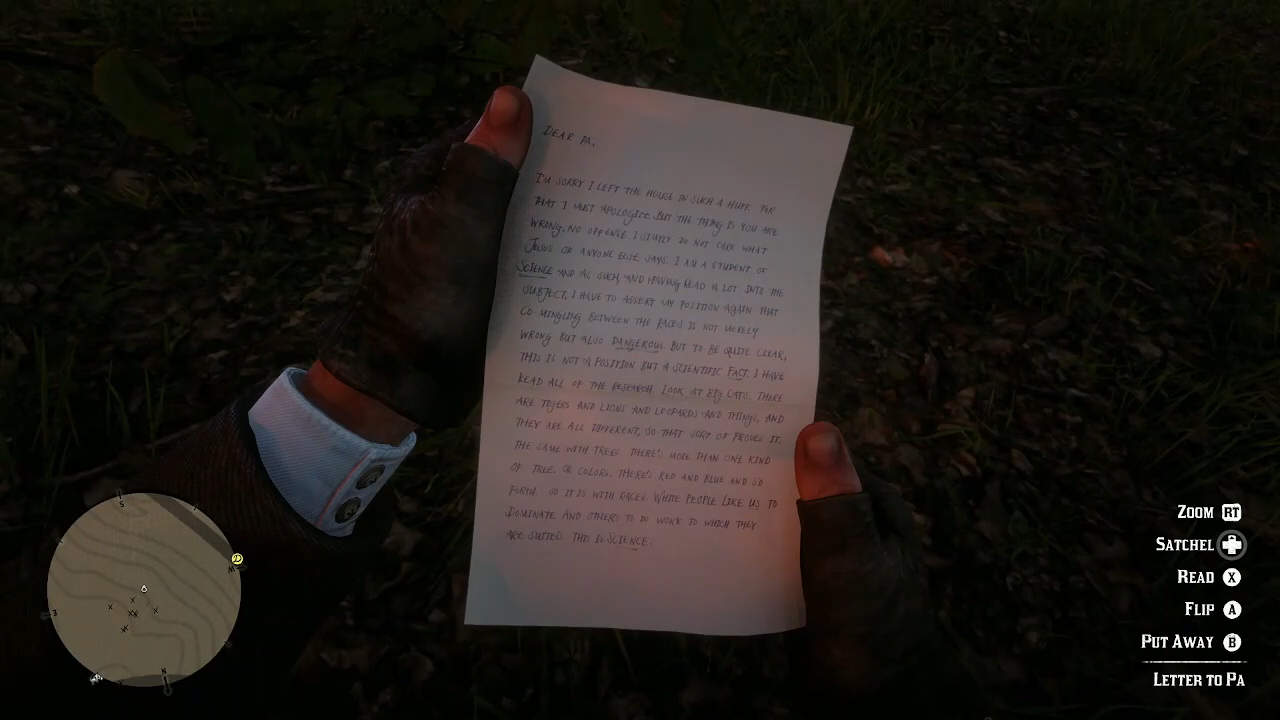 DEAR PA,
I'M SORRY I LEFT THE HOUSE IN SUCH A HUFF. FOR
THAT I MUST APOLOGIZE BUT THE THING IS YOU ARE
WRONG. NO OFFENSE I SIMPLY DO NOT CARE WHAT
JESUS OR ANYONE ELSE SAYS. I AM A STUDENT OF
SCIENCE AND AS SUCH, AND HAVING READ A LOT INTO THE
SUBJECT, I HAVE TO ASSERT MY POSITION AGAIN THAT
CO-MINGLING BETWEEN THE RACES IS NOT MERELY
WRONG BUT ALSO DANGEROUS BUT TO BE QUITE CLEAR,
THIS IS NOT A POSITION BUT A SCIENTIFIC FACT. I HAVE
READ ALL OF THE RESEARCH. LOOK AT BIG CATS. THERE
ARE TIGERS AND LIONS AND LEOPARDS AND THINGS, AND
THEY ARE ALL DIFFERENT, SO THAT SORT OF PROVES IT.
THE SAME WITH TREES. THERE'S MORE THAN ONE KIND
OF TREE. OR COLORS. THERE'S RED AND BLUE AND SO
FORTH. SO IT IS WITH RACES. WHITE PEOPLE LIKE US TO
DOMINATE AND OTHERS TO DO WORK TO WHICH THEY
ARE SUITED. THIS IS SCIENCE.
S
E
N
W
ZOOM RT
SATCHEL
READ X
FLIP A
PUT AWAY B
LETTER TO PA